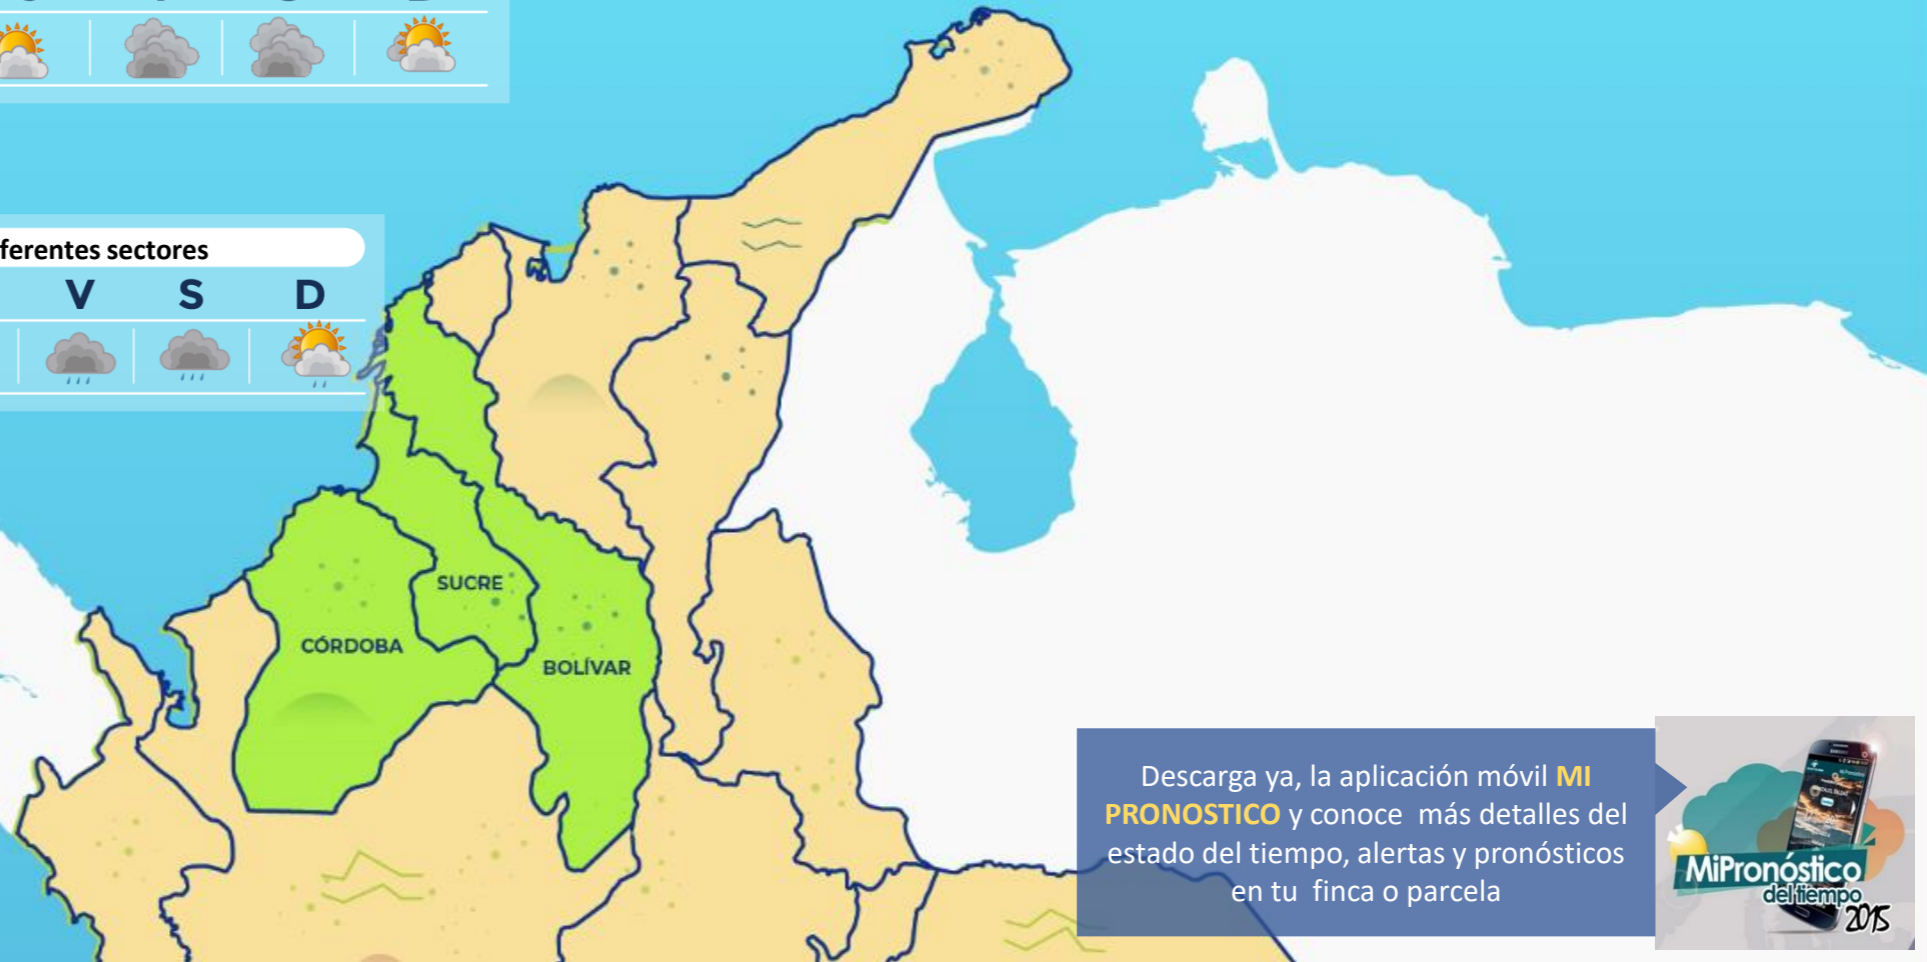 ferentes sectores
V S D
SUCRE
CÓRDOBA
BOLÍVAR
Descarga ya, la aplicación móvil MI
PRONOSTICO y conoce más detalles del
estado del tiempo, alertas y pronósticos
en tu finca o parcela
MiPronóstico
del tiempo
2015